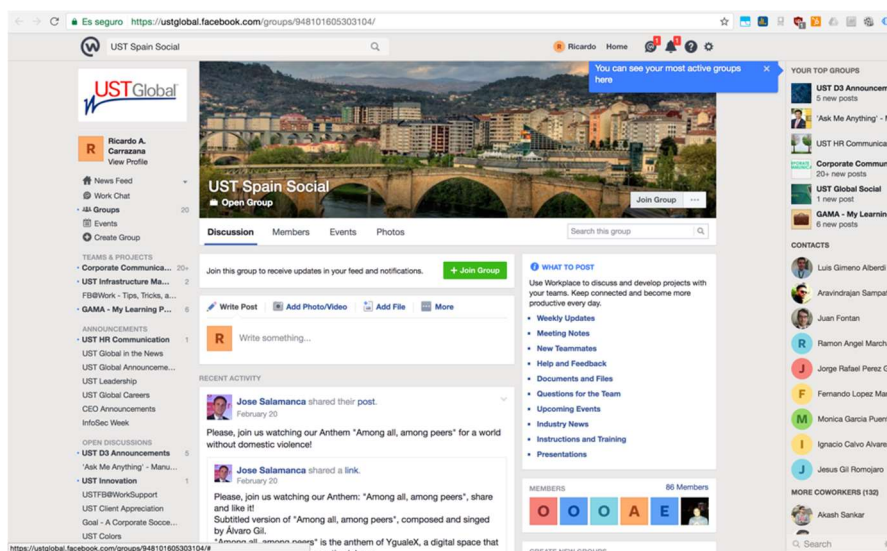 Es seguro https://ustglobal.facebook.com/groups/948101605303104/
UST Spain Social
R Ricardo Home
You can see your most active groups
here
USTGlobal
R
Ricardo A.
Carrazana
View Profile
News Feed
Work Chat
Groups 20
Events
Create Group
TEAMS & PROJECTS
Corporate Communica... 20+
UST Infrastructure Ma... 2
FB@Work - Tips, Tricks, a...
GAMA - My Learning P... 6
ANNOUNCEMENTS
UST HR Communication 1
UST Global in the News
UST Global Announceme...
UST Leadership
UST Global Careers
CEO Announcements
InfoSec Week
OPEN DISCUSSIONS
UST D3 Announcements 5
'Ask Me Anything' - Manu...
UST Innovation 1
USTFB@WorkSupport
UST Client Appreciation
Goal - A Corporate Socce...
UST Colors
https://ustglobal.facebook.com/groups/948101605303104/#
UST Spain Social
Open Group
Join Group
Discussion Members Events Photos
Search this group
Join this group to receive updates in your feed and notifications.
+ Join Group
Write Post Add Photo/Video Add File More
R Write something...
RECENT ACTIVITY
Jose Salamanca shared their post.
February 20
Please, join us watching our Anthem "Among all, among peers" for a world
without domestic violence!
Jose Salamanca shared a link.
February 20
Please, join us watching our Anthem: "Among all, among peers", share
and like it!
Subtitled version of "Among all, among peers", composed and singed
by Álvaro Gil.
"Among all, among peers" is the anthem of YgualeX, a digital space that
WHAT TO POST
Use Workplace to discuss and develop projects with
your teams. Keep connected and become more
productive every day.
Weekly Updates
Meeting Notes
New Teammates
Help and Feedback
Documents and Files
Questions for the Team
Upcoming Events
Industry News
Instructions and Training
Presentations
MEMBERS 86 Members
O O O A E
CREATE NEW GROUPS
YOUR TOP GROUPS
UST D3 Announcem
5 new posts
'Ask Me Anything' - M
UST HR Communica
Corporate Commun
20+ new posts
UST Global Social
1 new post
GAMA - My Learnin
6 new posts
CONTACTS
Luis Gimeno Alberdi
Aravindrajan Sampat
Juan Fontan
R Ramon Angel March
J Jorge Rafael Perez G
F Fernando Lopez Mar
M Monica Garcia Puent
I Ignacio Calvo Alvare
J Jesus Gil Romojaro
MORE COWORKERS (132)
Akash Sankar
Search